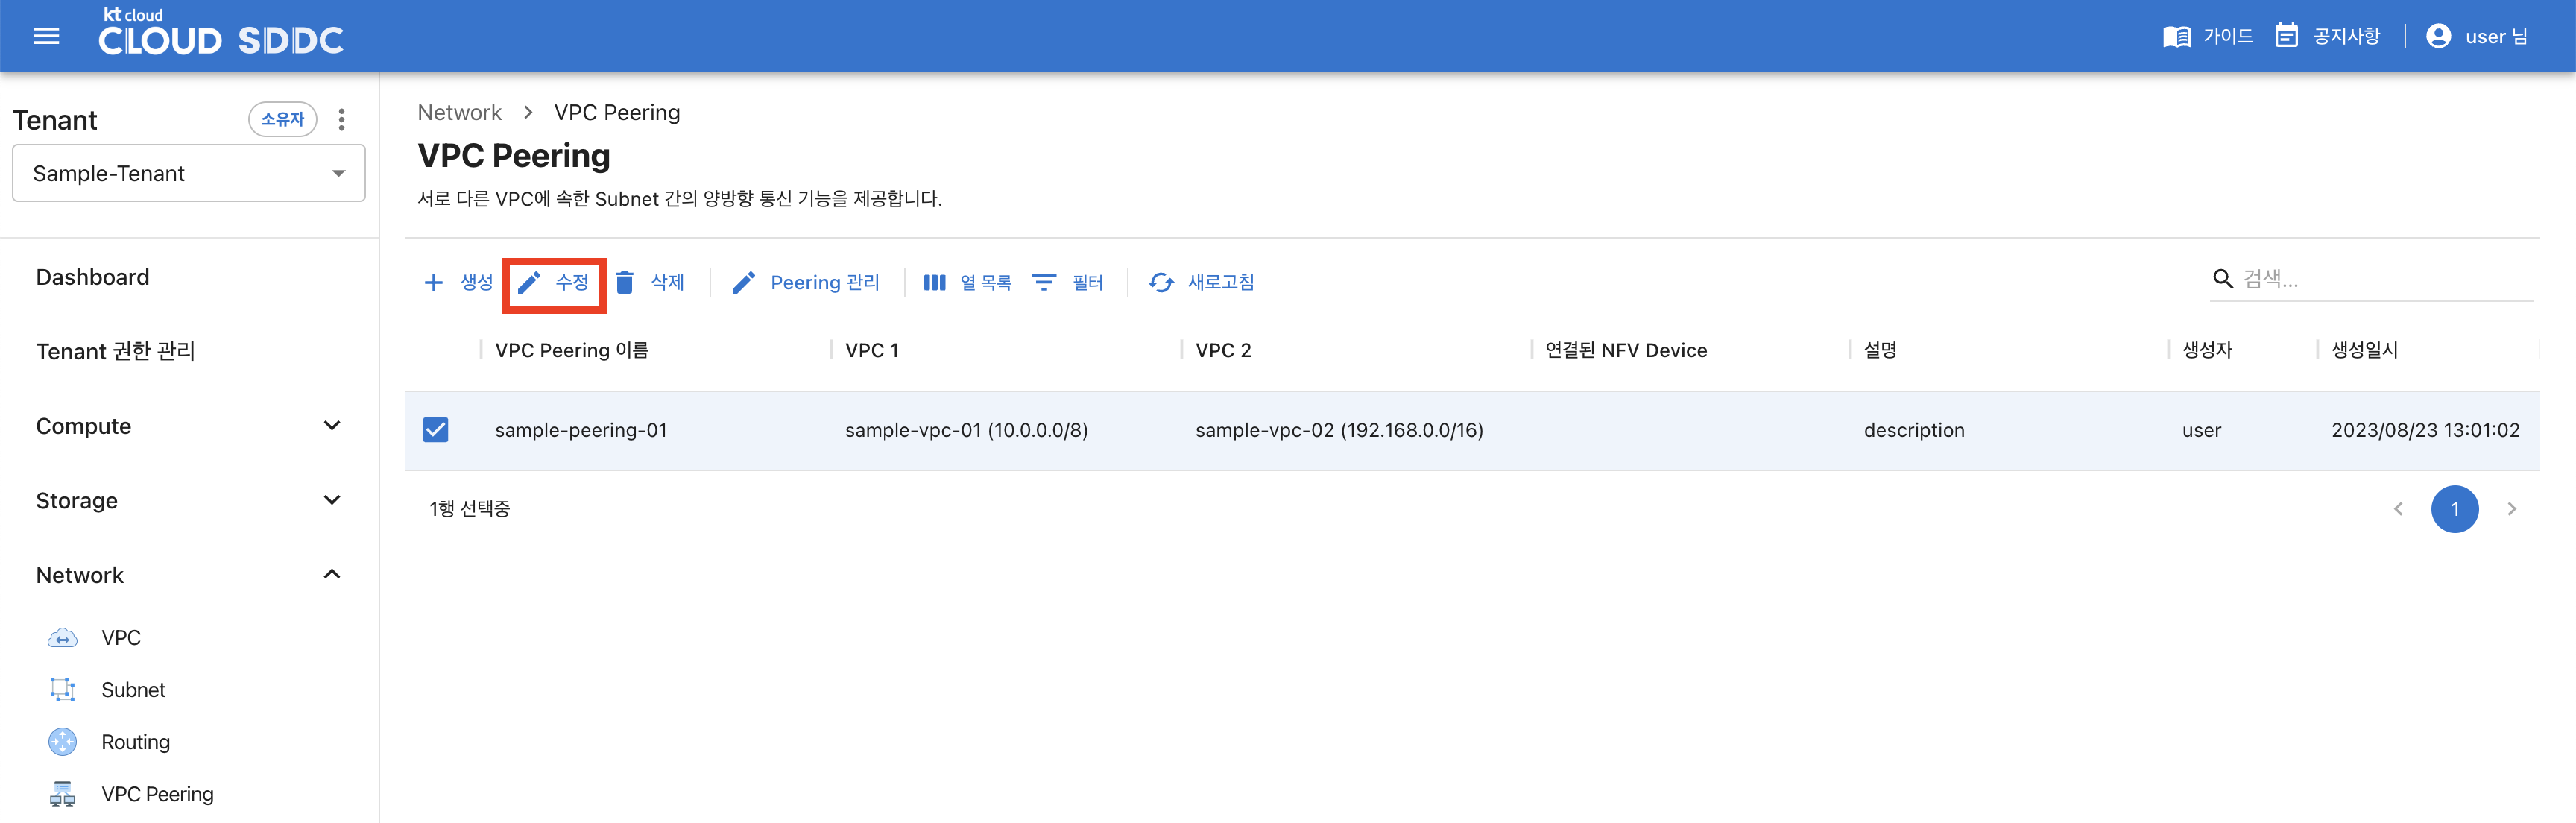 kt cloud
CLOUD SDDC
가이드
공지사항
user 님
Tenant
소유자
Sample-Tenant
Dashboard
Tenant 권한 관리
Compute
Storage
Network
VPC
Subnet
Routing
VPC Peering
Network > VPC Peering
VPC Peering
서로 다른 VPC에 속한 Subnet 간의 양방향 통신 기능을 제공합니다.
생성 수정 삭제 Peering 관리 열 목록 필터 새로고침
검색...
VPC Peering 이름 VPC 1 VPC 2 연결된 NFV Device 설명 생성자 생성일시
sample-peering-01 sample-vpc-01 (10.0.0.0/8) sample-vpc-02 (192.168.0.0/16) description user 2023/08/23 13:01:02
1행 선택중
1